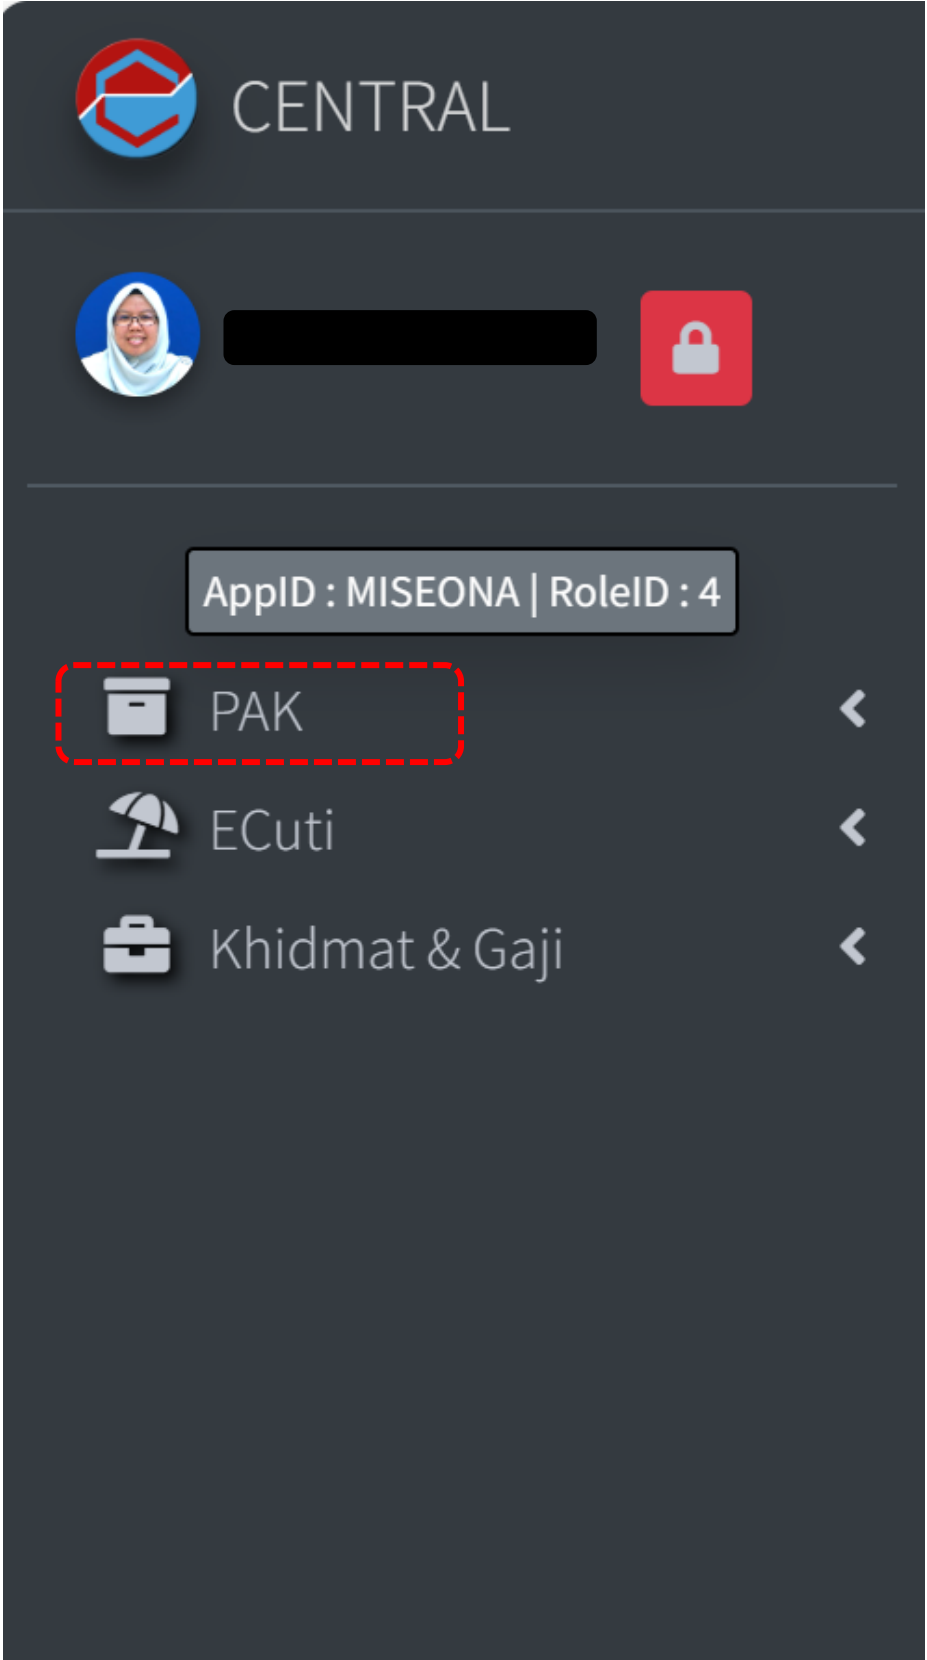 CENTRAL
AppID : MISEONA | RoleID : 4
PAK
ECuti
Khidmat & Gaji